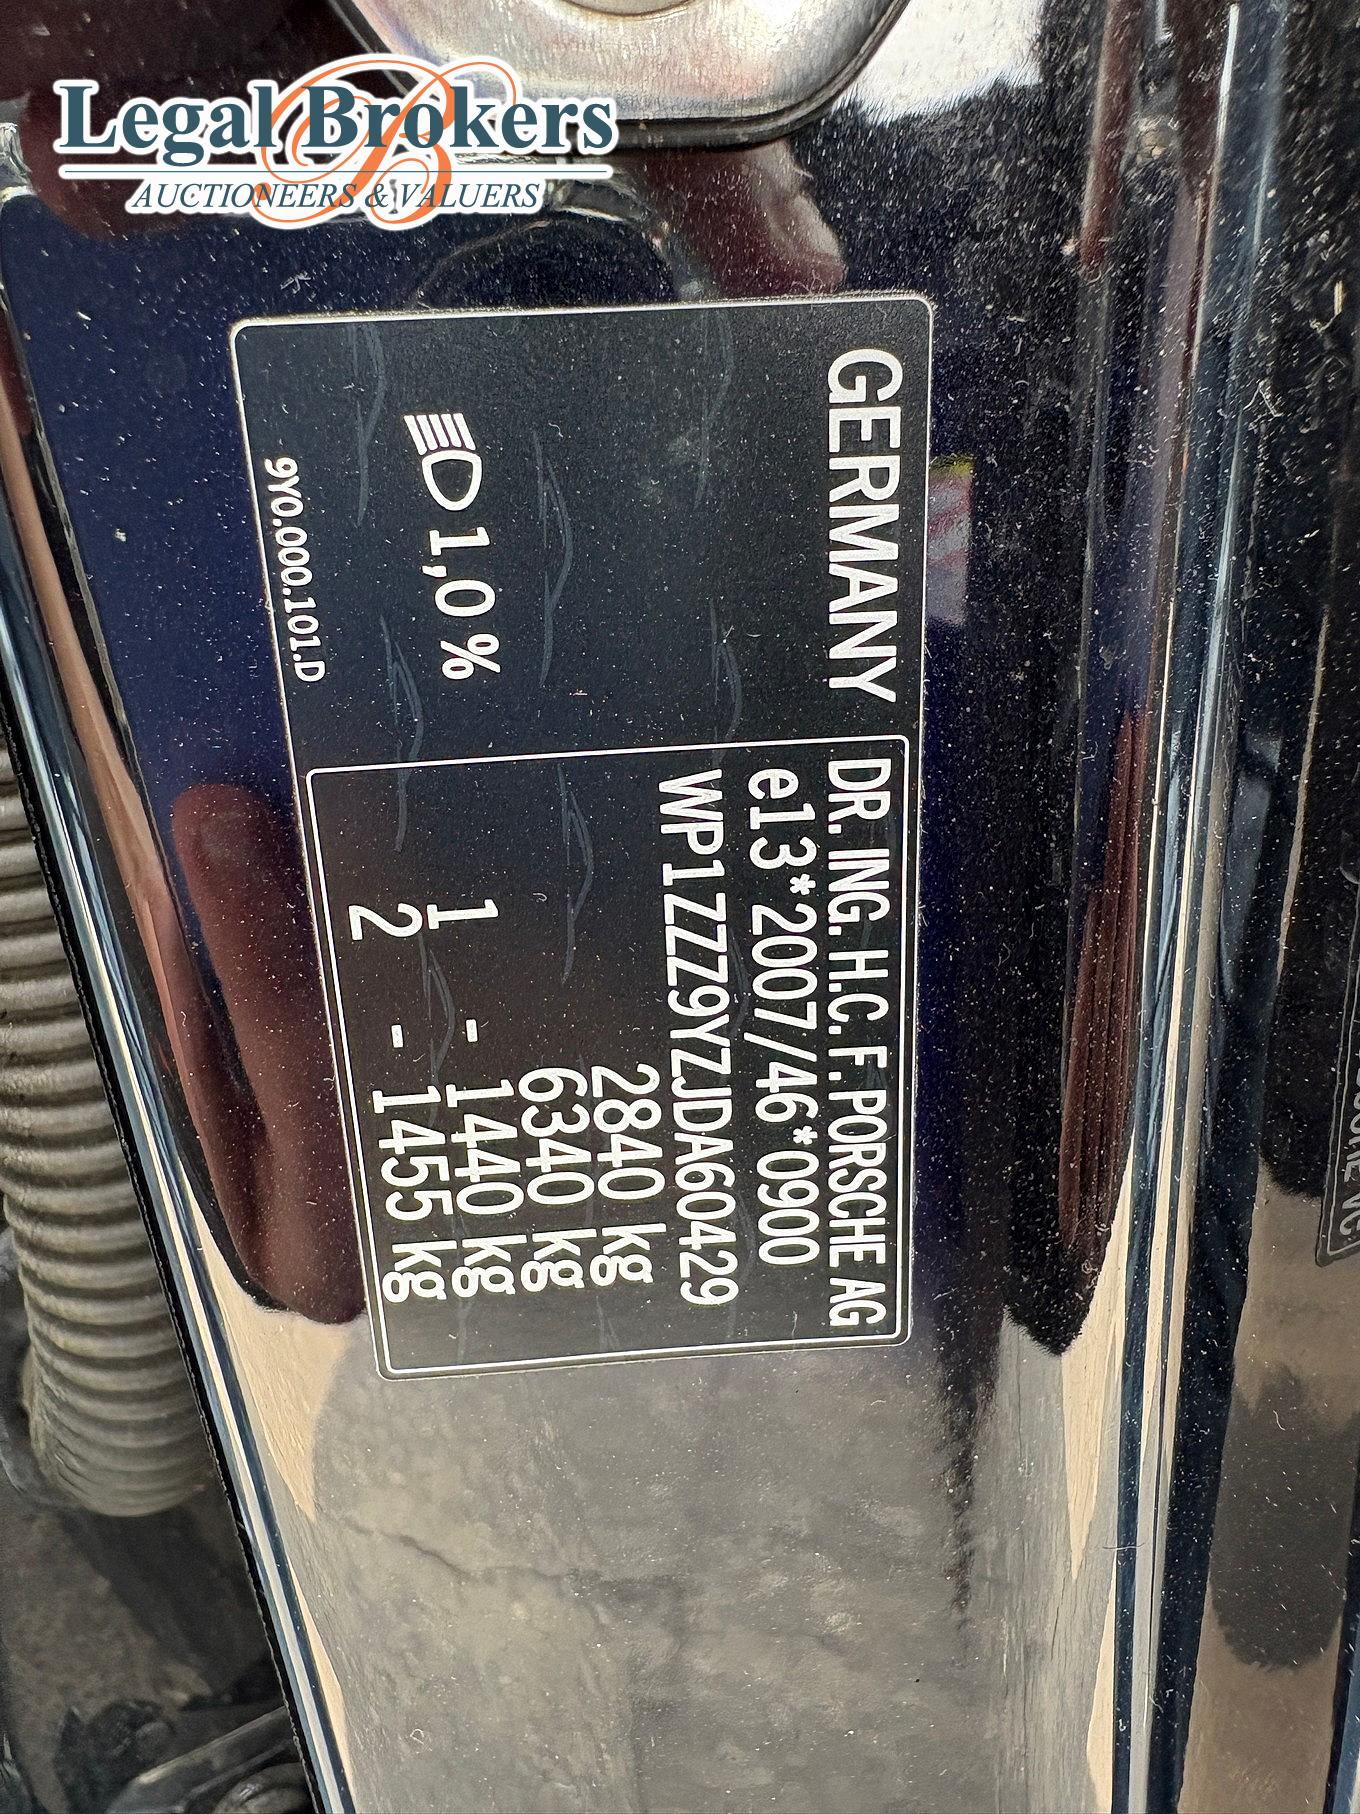 Legal Brokers
AUCTIONEERS & VALUERS
GERMANY
DR. ING. H.C. F. PORSCHE AG
e13*2007/46*0900
WP1ZZZ9YZJDA60429
2840 kg
6340 kg
1 - 1440 kg
2 - 1455 kg
1,0 %
9Y0.000.101.D